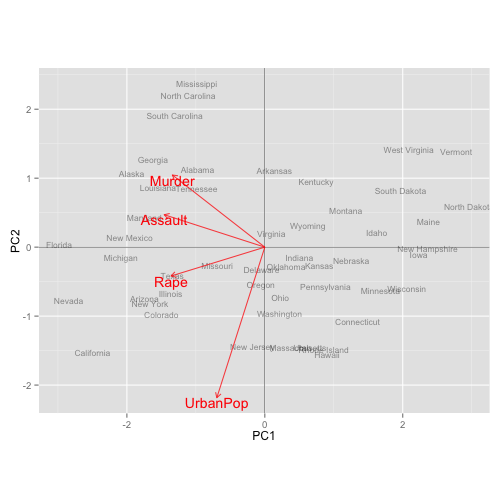 Mississippi
North Carolina
2
South Carolina
West Virginia
Vermont
Georgia
Alabama
Arkansas
Alaska
1
Murder
Kentucky
Louisiana
Tennessee
South Dakota
North Dakot
Montana
Assault
Maine
Wyoming
Virginia
Idaho
New Mexico
PC2
0
Florida
New Hampshire
Iowa
Michigan
Indiana
Nebraska
Missouri
Delaware
Oklahoma
Kansas
Texas
Rape
Oregon
Pennsylvania
Minnesota
Wisconsin
Illinois
Arizona
Ohio
Nevada
New York
Colorado
Washington
-1
Connecticut
New Jersey
Rhode Island
California
Hawaii
-2
UrbanPop
-2
0
2
PC1